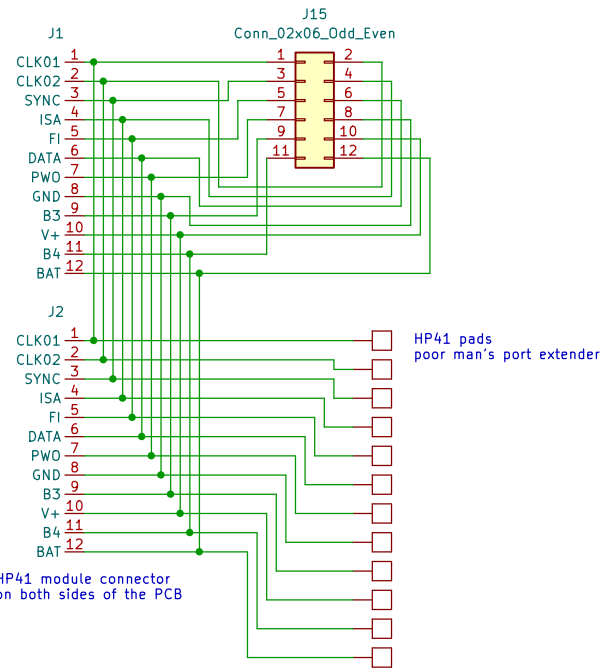 J15
Conn_02x06_Odd_Even
J1
CLK01 1
CLK02 2
SYNC 3
ISA 4
FI 5
DATA 6
PWO 7
GND 8
B3 9
V+ 10
B4 11
BAT 12
1 2
3 4
5 6
7 8
9 10
11 12
J2
CLK01 1
CLK02 2
SYNC 3
ISA 4
FI 5
DATA 6
PWO 7
GND 8
B3 9
V+ 10
B4 11
BAT 12
HP41 pads
poor man's port extender
HP41 module connector
on both sides of the PCB